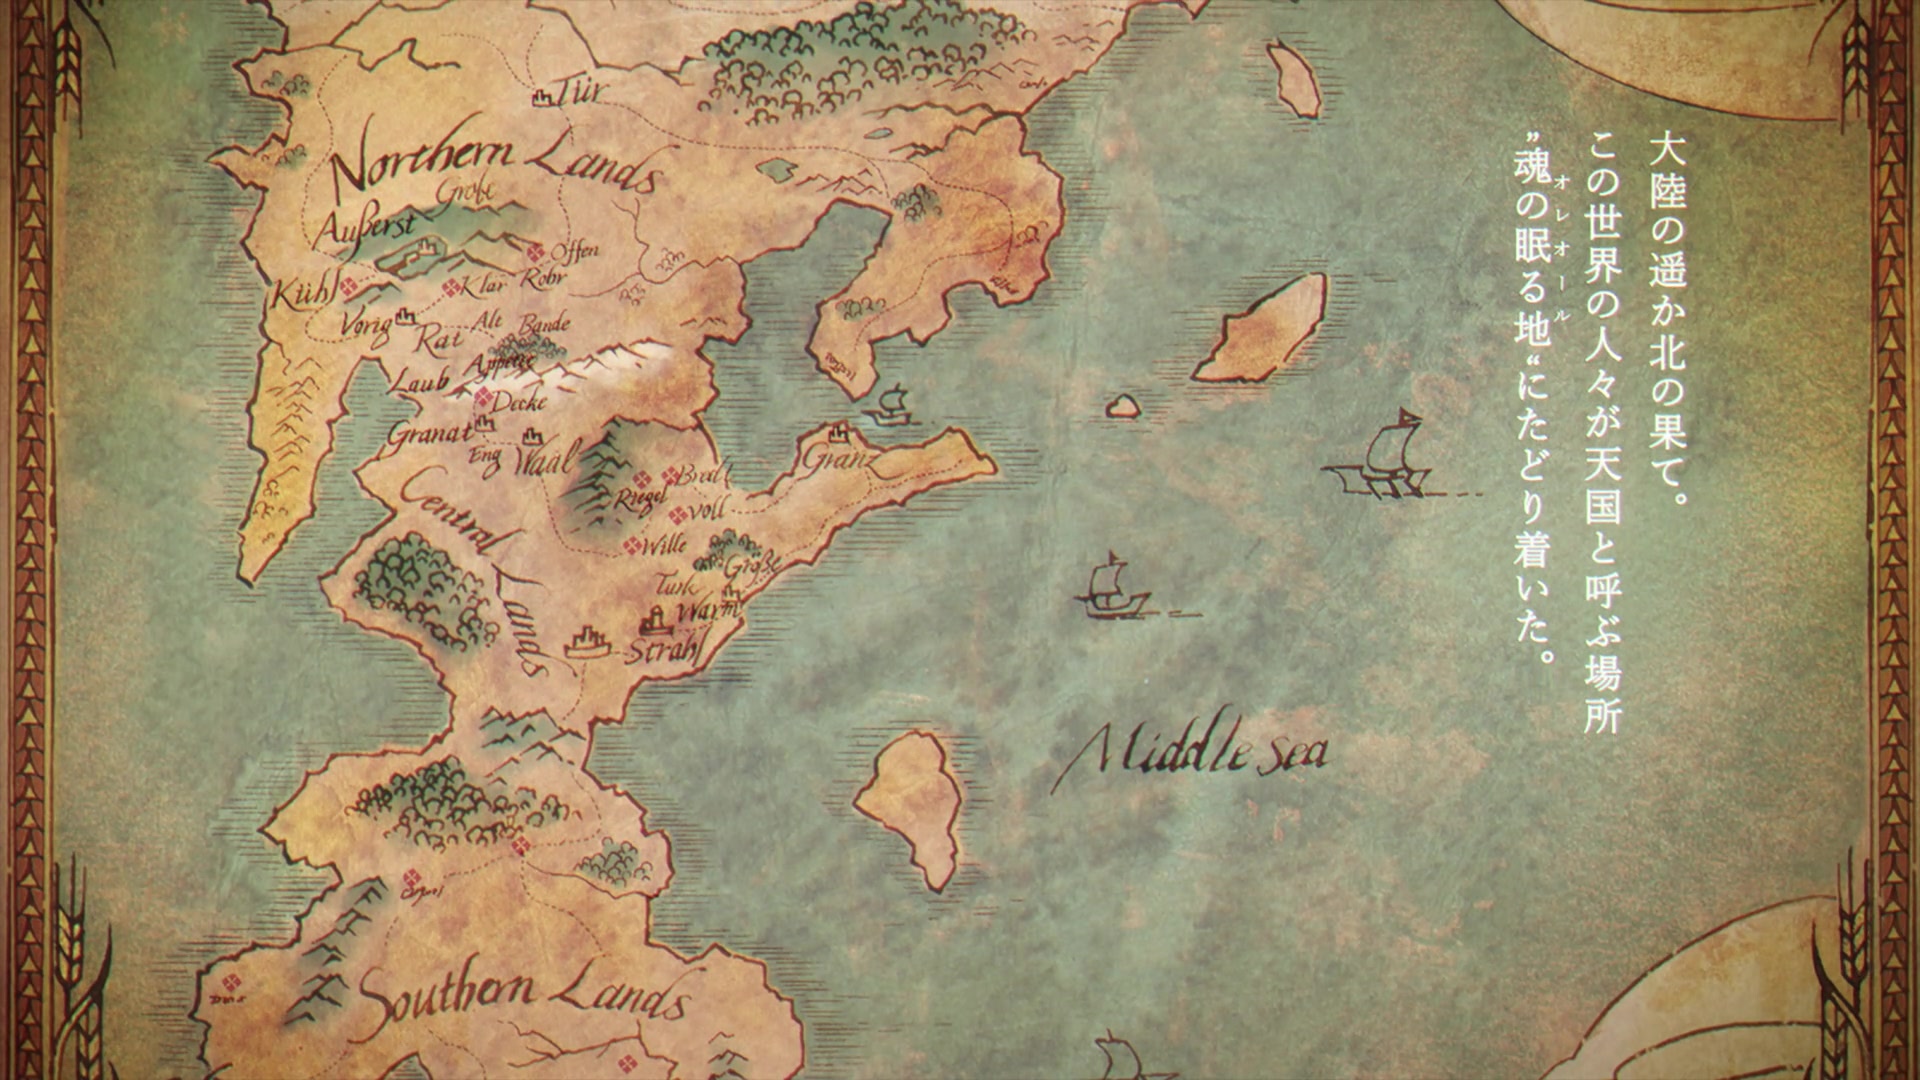 大陸の遥か北の果て。
この世界の人々が天国と呼ぶ場所
”魂の眠る地“にたどり着いた。
オレオール
Tür
Northern Lands
Große
Außerst
Offen
Kühl
Klar
Rohr
Vorig
Alt
Bande
Rat
Appetit
Laub
Decke
Granat
Eng
Waal
Granz
Riegel
Voll
Central Lands
Wille
Große
Türk
Warm
Strahl
Middle Sea
Southern Lands